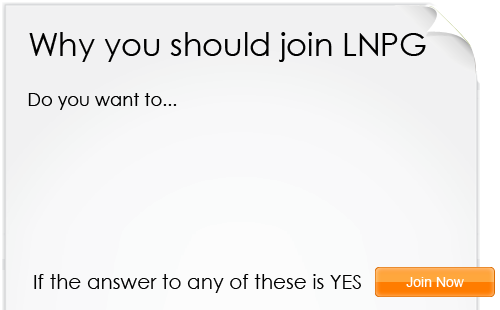 Why you should join LNPG
Do you want to...
If the answer to any of these is YES
Join Now